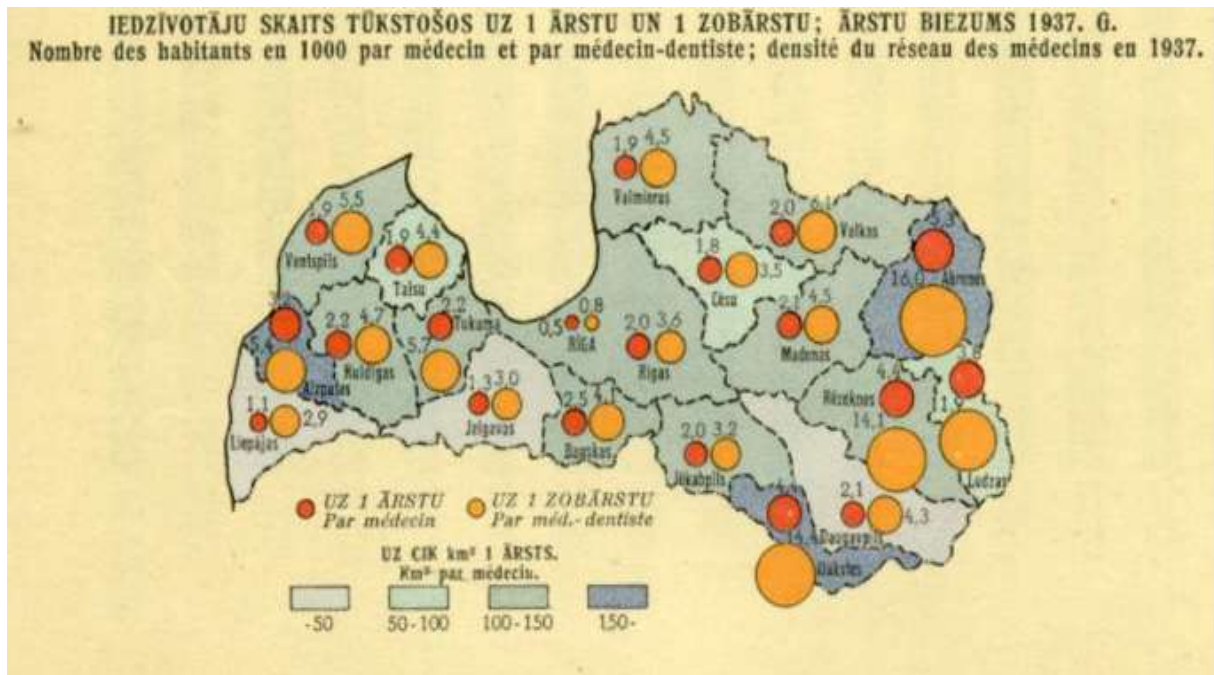 IEDZĪVOTĀJU SKAITS TŪKSTOŠOS UZ 1 ĀRSTU UN 1 ZOBĀRSTU; ĀRSTU BIEZUMS 1937. G.
Nombre des habitants en 1000 par médecin et par médecin-dentiste; densité du réseau des médecins en 1937.
1,9 4,5
Valmieras
1,9 5,5
Ventspils
1,9 4,4
Talsu
2,0 6,1
Valkas
1,8
3,5
Cēsu
16,0
Abrenes
2,2
Tukuma
2,2 4,7
Kuldīgas
5,4
Aizputes
0,5
0,8
RĪGA
2,0 3,6
Rīgas
2,1 4,5
Madonas
1,1
2,9
Liepājas
1,3 3,0
Jelgavas
2,5 4,1
Bauskas
2,0 3,2
Jēkabpils
4,4
Rēzeknes
14,1
3,8
Ludzas
2,1
4,3
Daugavpils
14,4
Ilūkstes
UZ 1 ĀRSTU
Par médecin
UZ 1 ZOBĀRSTU
Par méd.-dentiste
UZ CIK km² 1 ĀRSTS.
Km² par médecin.
-50
50-100
100-150
150-